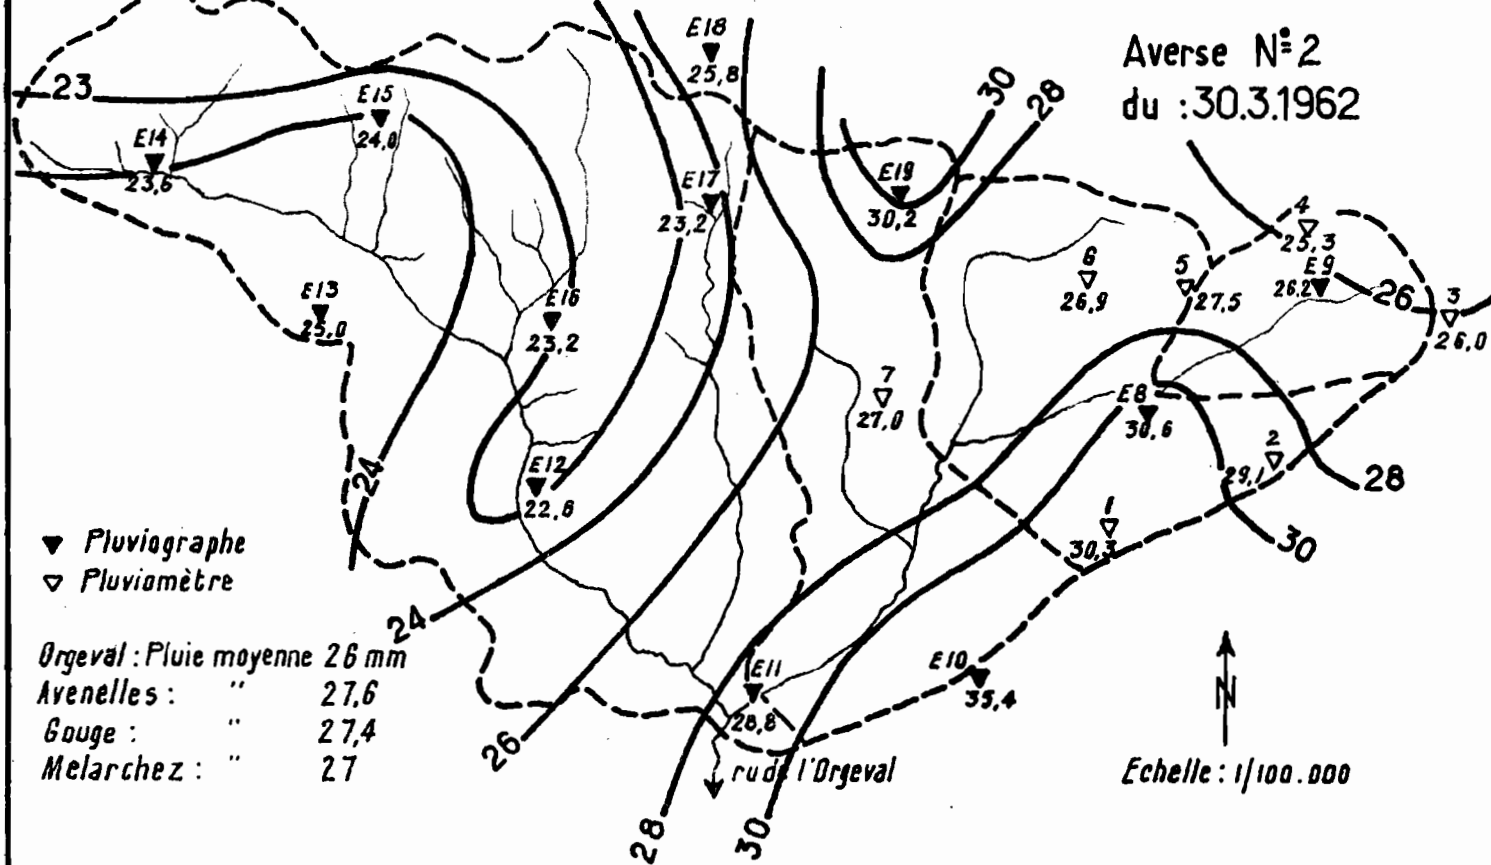 Averse Nº 2
du : 30.3.1962
E18
25,8
23
E15
24,0
E14
23,6
E17
23,2
30
28
E19
30,2
4
25,3
E9
26,2
26
3
26,0
6
26,9
5
27,5
E13
25,0
E16
23,2
7
27,0
E8
30,6
2
29,1
28
24
E12
22,8
1
30,3
30
Pluviographe
Pluviomètre
24
Orgeval : Pluie moyenne 26 mm
Avenelles : " 27,6
Gouge : " 27,4
Melarchez : " 27
E11
28,8
E10
35,4
N
26
ru de l'Orgeval
Echelle : 1/100.000
28
30